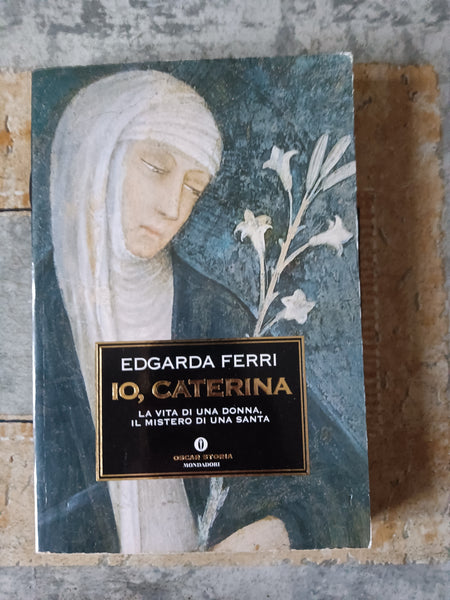 EDGARDA FERRI
IO, CATERINA
LA VITA DI UNA DONNA,
IL MISTERO DI UNA SANTA
OSCAR STORIA
MONDADORI